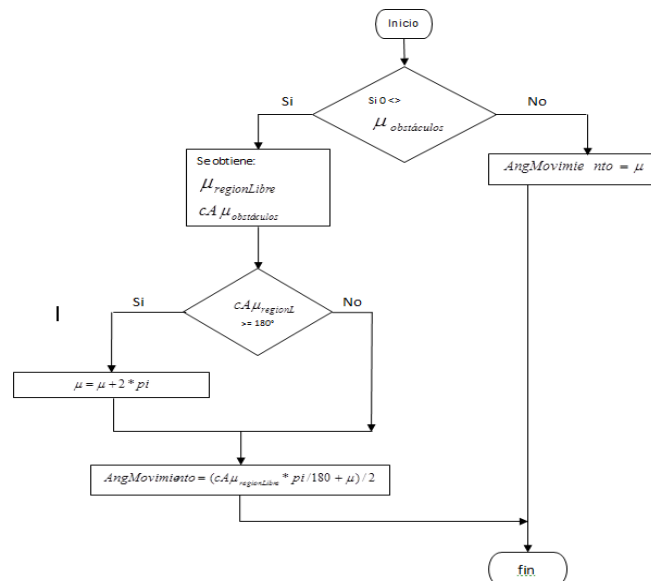 Inicio
Si 0 <>
μ obstáculos
Si
No
Se obtiene:
μ regionLibre
cA μ obstáculos
AngMovimie nto = μ
cAμ regionL
>= 180°
Si
No
l
μ = μ + 2 * pi
AngMovimiento = (cAμ regionLibre * pi /180 + μ) / 2
fin